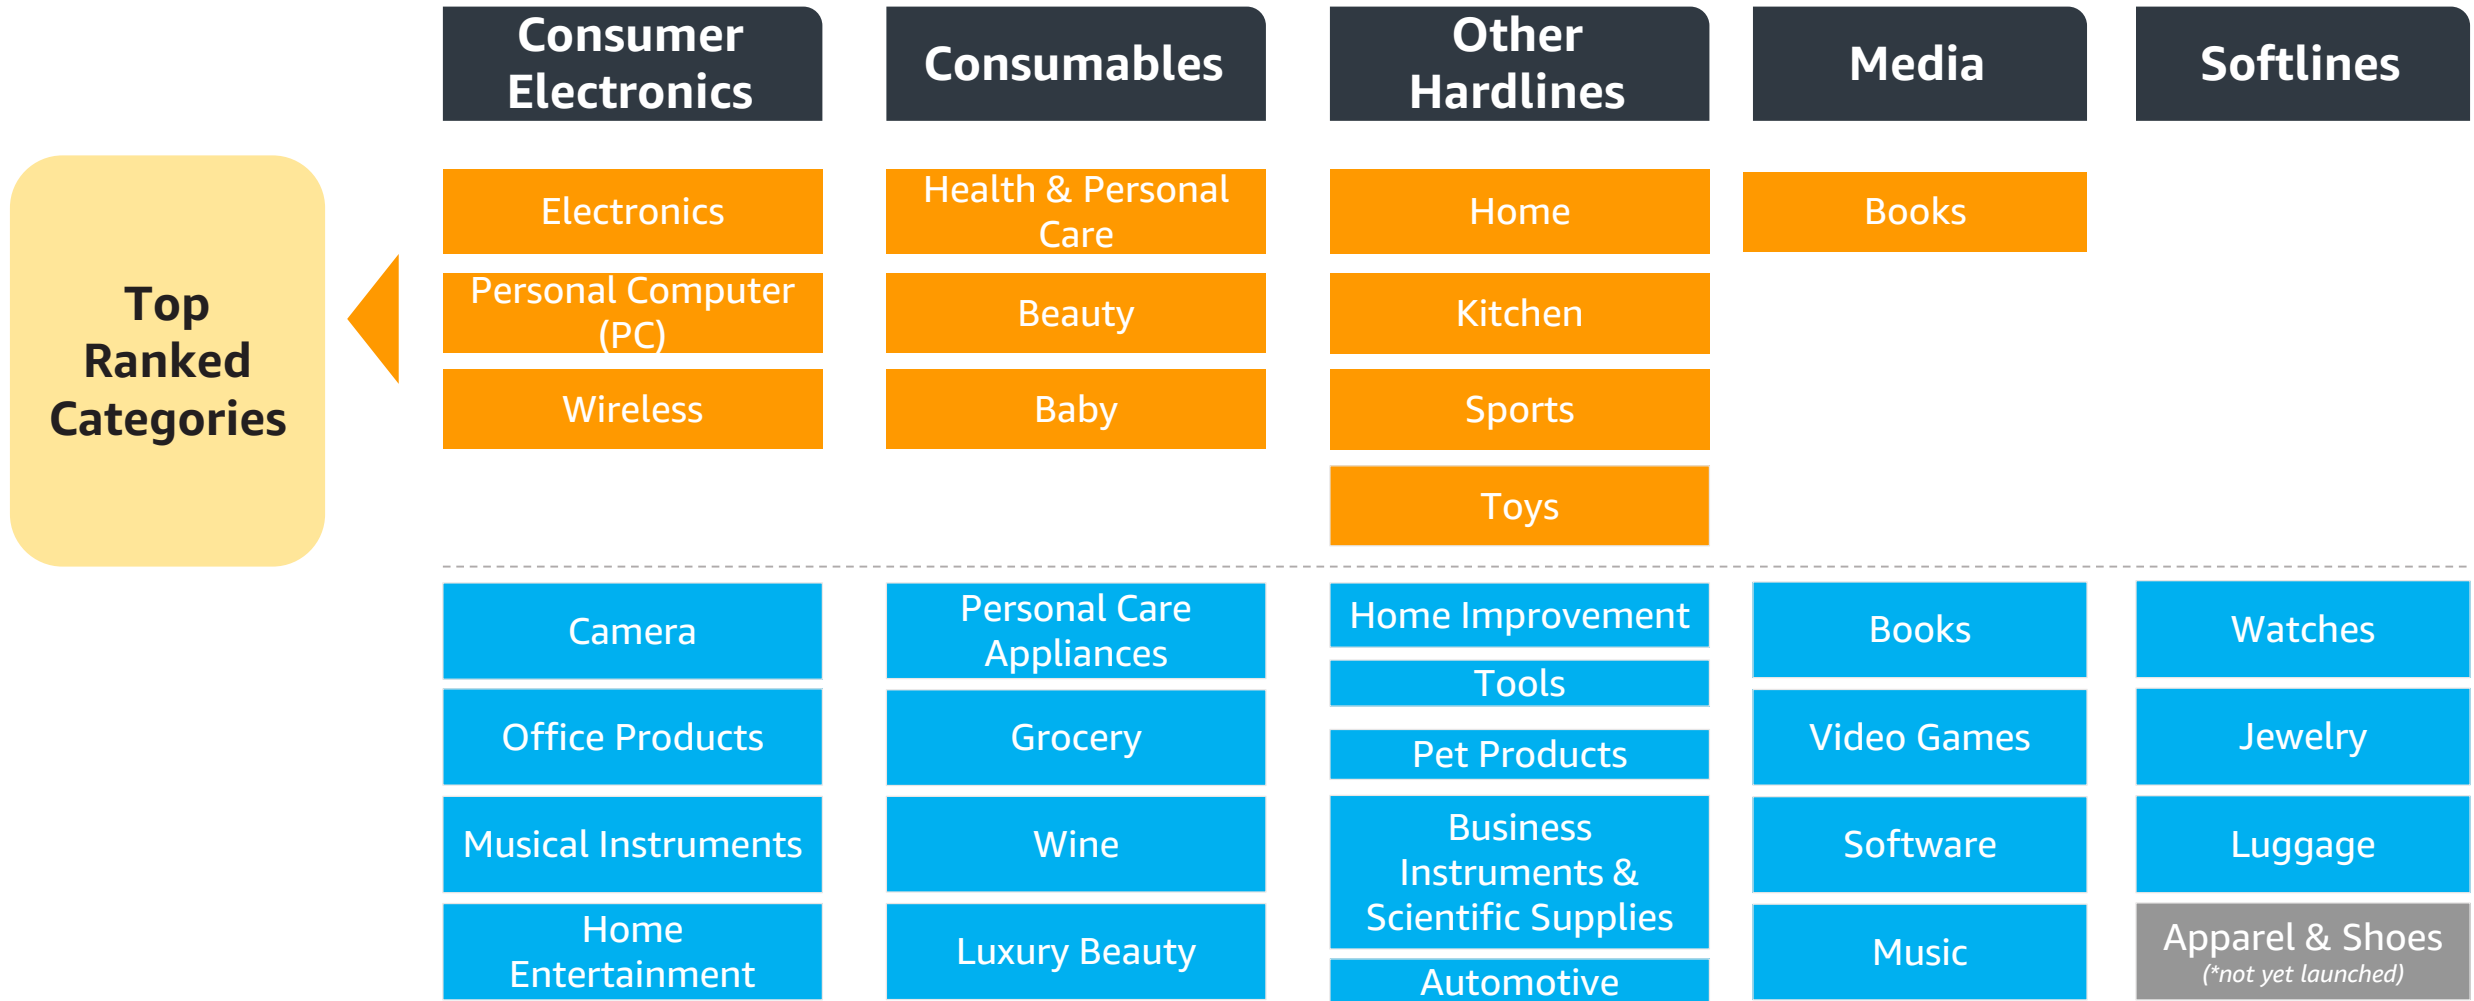 Consumer
Electronics
Consumables
Other
Hardlines
Media
Softlines
Top
Ranked
Categories
Electronics
Health & Personal
Care
Home
Books
Personal Computer
(PC)
Beauty
Kitchen
Wireless
Baby
Sports
Toys
Camera
Personal Care
Appliances
Home Improvement
Tools
Books
Watches
Office Products
Grocery
Pet Products
Video Games
Jewelry
Musical Instruments
Wine
Business
Instruments &
Scientific Supplies
Software
Luggage
Home
Entertainment
Luxury Beauty
Automotive
Music
Apparel & Shoes
(*not yet launched)